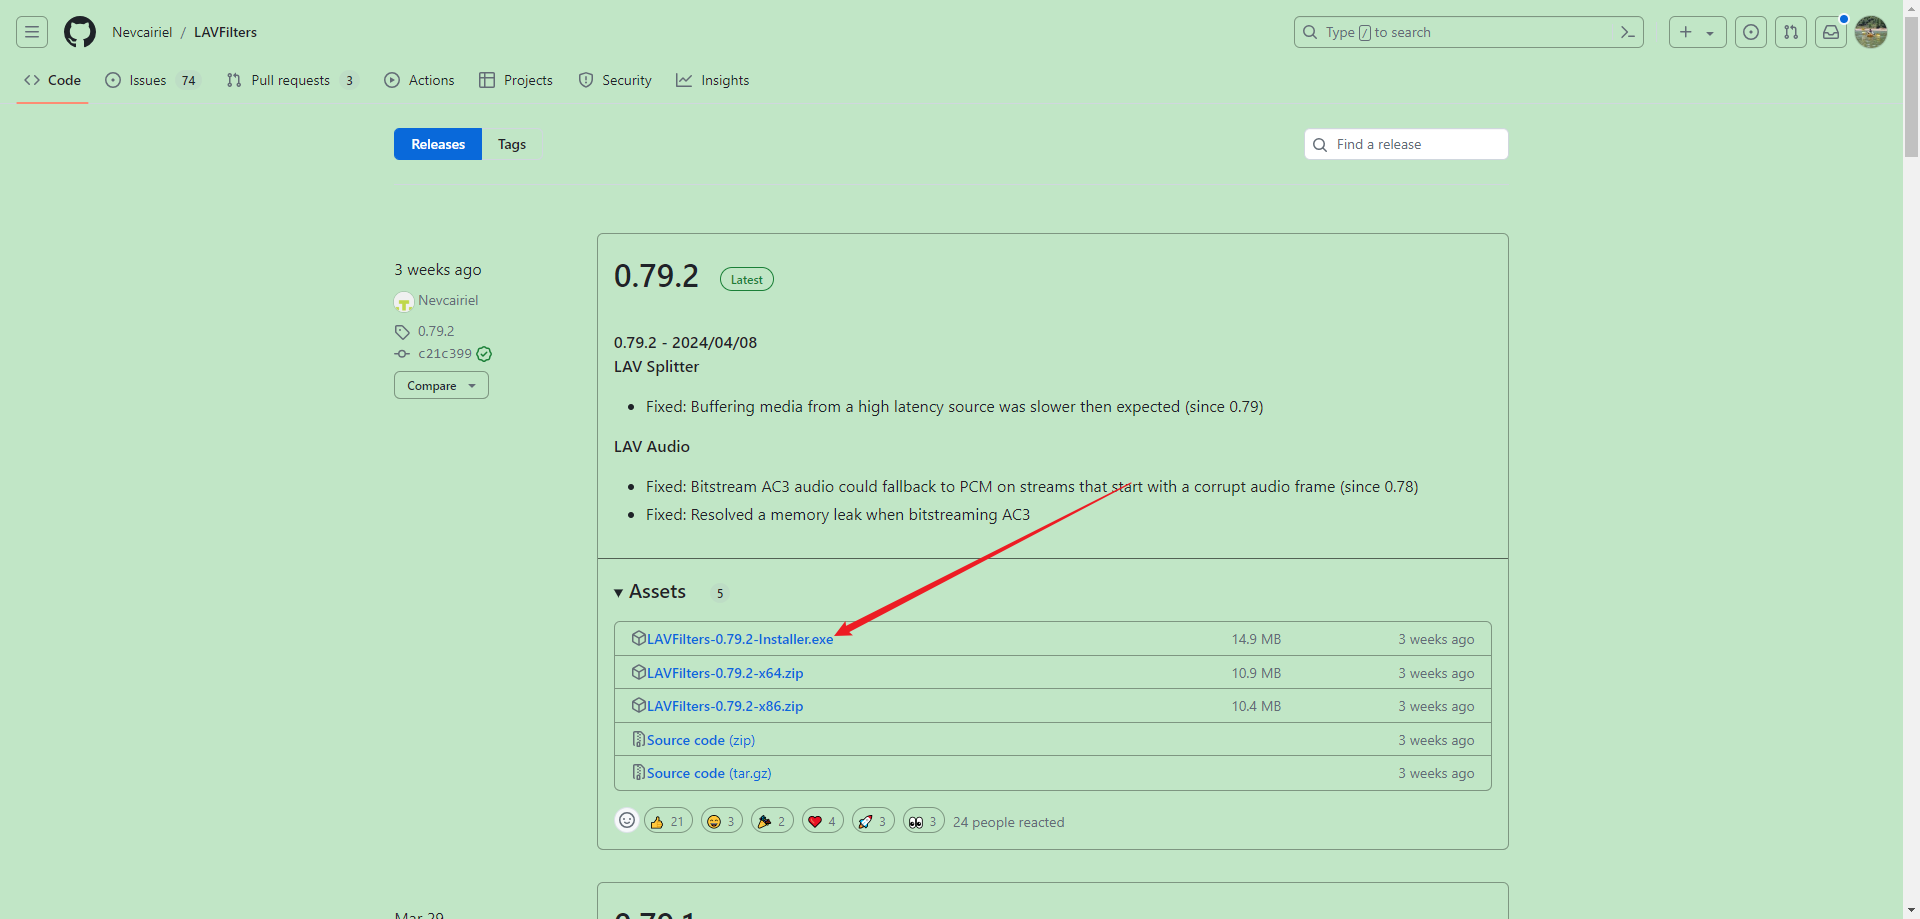 Nevcairiel / LAVFilters
Type / to search
Code
Issues 74
Pull requests 3
Actions
Projects
Security
Insights
Releases
Tags
Find a release
3 weeks ago
Nevcairiel
0.79.2
c21c399
Compare
0.79.2 Latest
0.79.2 - 2024/04/08
LAV Splitter
• Fixed: Buffering media from a high latency source was slower then expected (since 0.79)
LAV Audio
• Fixed: Bitstream AC3 audio could fallback to PCM on streams that start with a corrupt audio frame (since 0.78)
• Fixed: Resolved a memory leak when bitstreaming AC3
Assets 5
LAVFilters-0.79.2-Installer.exe 14.9 MB 3 weeks ago
LAVFilters-0.79.2-x64.zip 10.9 MB 3 weeks ago
LAVFilters-0.79.2-x86.zip 10.4 MB 3 weeks ago
Source code (zip) 3 weeks ago
Source code (tar.gz) 3 weeks ago
21 3 2 4 3 3 24 people reacted
Mar 29
0.79.1